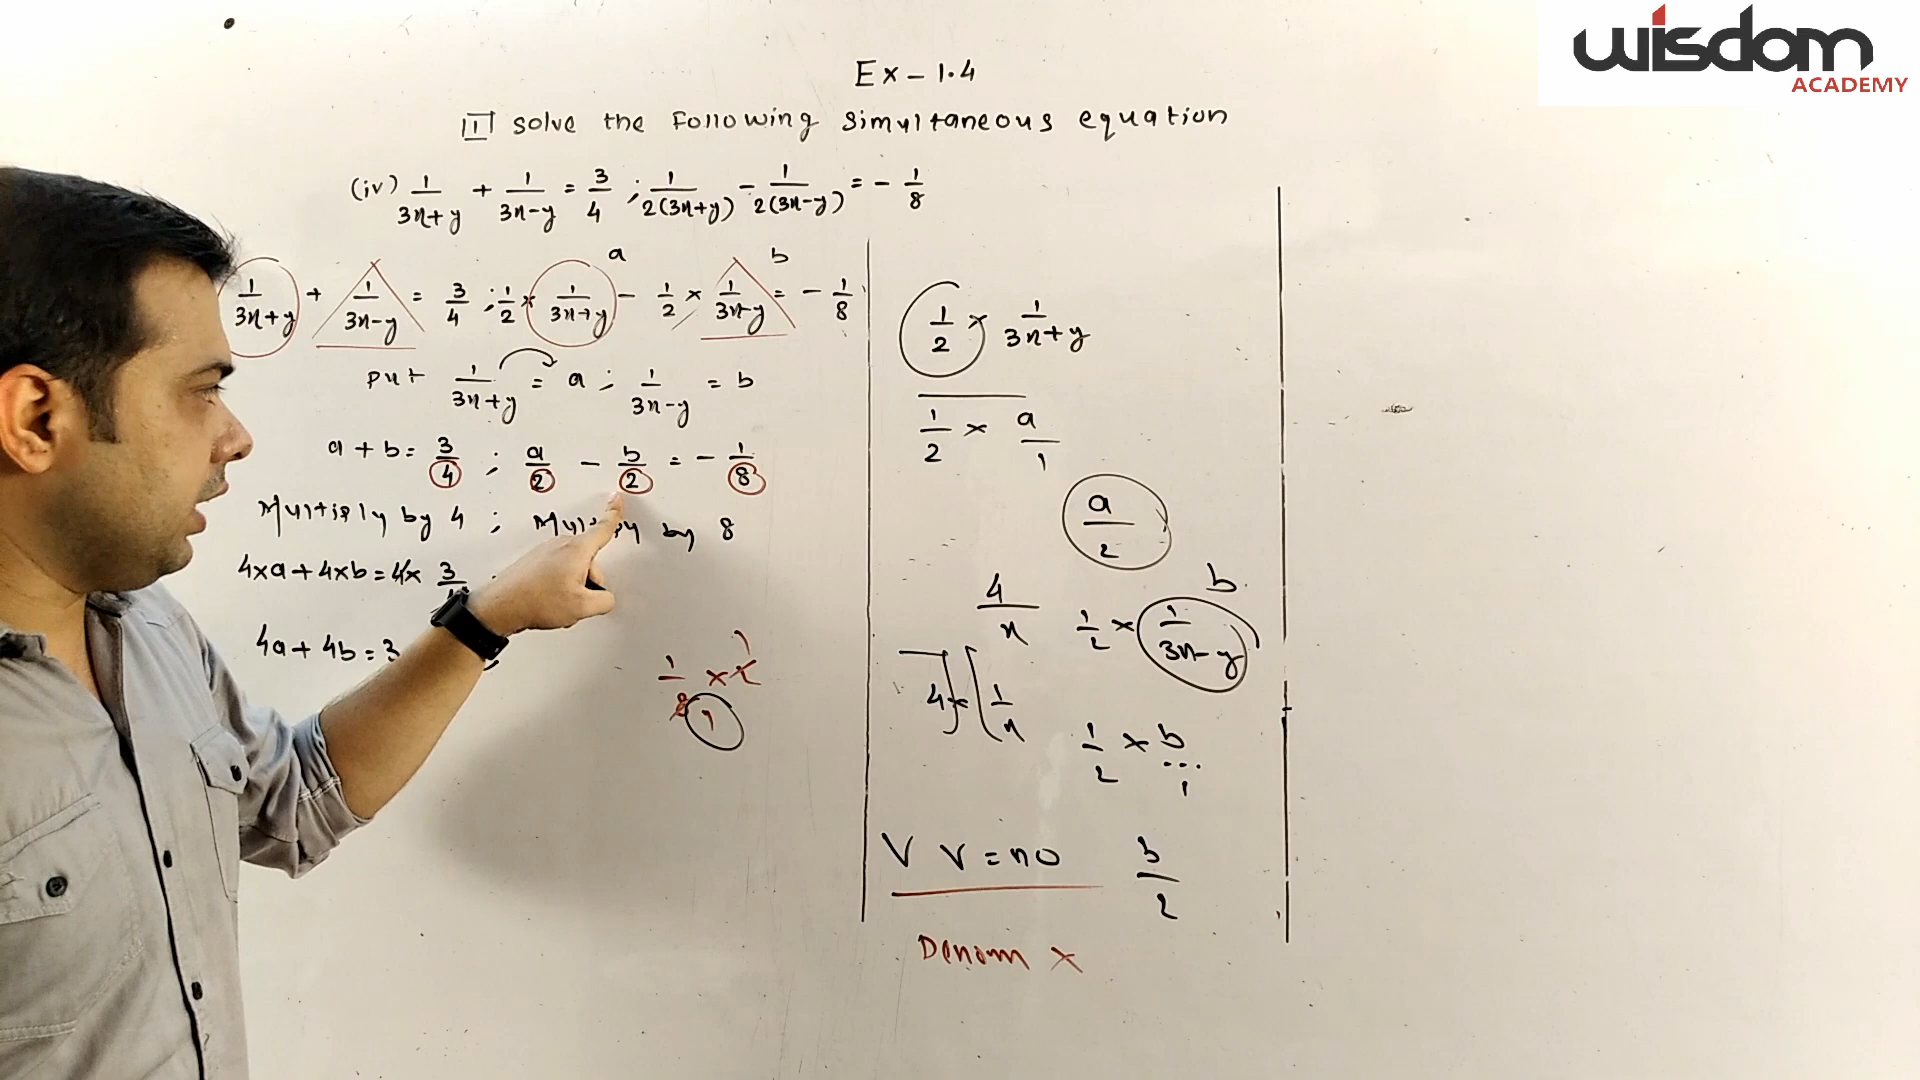 wisdom
ACADEMY
Ex - 1.4
1 solve the Following simultaneous equation
(iv) 1/(3x+y) + 1/(3x-y) = 3/4 ; 1/2(3x+y) - 1/2(3x-y) = - 1/8
a b
1/(3x+y) + 1/(3x-y) = 3/4 ; 1/2 × 1/(3x+y) - 1/2 × 1/(3x-y) = - 1/8
put 1/(3x+y) = a ; 1/(3x-y) = b
a + b = 3/4 ; a/2 - b/2 = - 1/8
Multiply by 4 ; by 8
4×a + 4×b = 4× 3/4
4a + 4b = 3
1/8 ×
1
1/2 × 1/(3x+y)
1/2 × a/1
a/2
4/x
4 × 1/x
b
1/2 × 1/(3x-y)
1/2 × b/1
b/2
V V = no
Denom ×